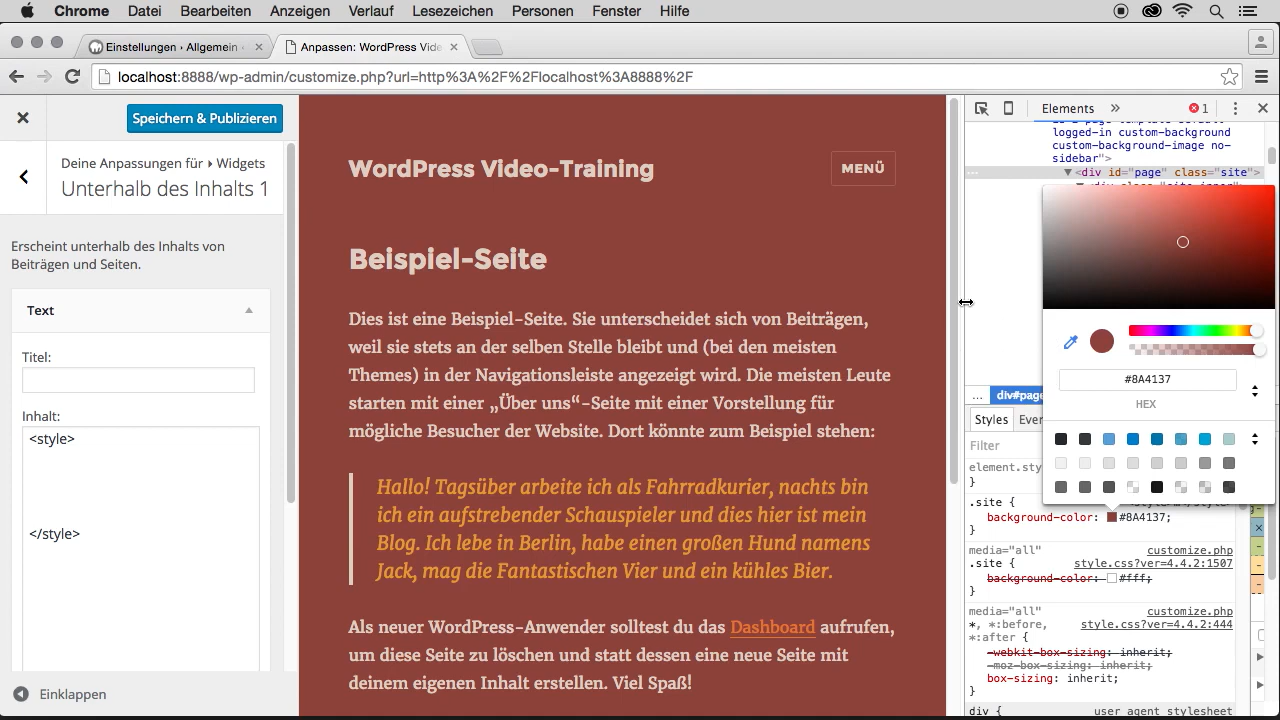 Chrome Datei Bearbeiten Anzeigen Verlauf Lesezeichen Personen Fenster Hilfe
Einstellungen ‹ Allgemein
Anpassen: WordPress Vide
localhost:8888/wp-admin/customize.php?url=http%3A%2F%2Flocalhost%3A8888%2F
Speichern & Publizieren
Deine Anpassungen für ▸ Widgets
Unterhalb des Inhalts 1
Erscheint unterhalb des Inhalts von
Beiträgen und Seiten.
Text
Titel:
Inhalt:
<style>
</style>
Einklappen
WordPress Video-Training
MENÜ
Beispiel-Seite
Dies ist eine Beispiel-Seite. Sie unterscheidet sich von Beiträgen,
weil sie stets an der selben Stelle bleibt und (bei den meisten
Themes) in der Navigationsleiste angezeigt wird. Die meisten Leute
starten mit einer „Über uns“-Seite mit einer Vorstellung für
mögliche Besucher der Website. Dort könnte zum Beispiel stehen:
Hallo! Tagsüber arbeite ich als Fahrradkurier, nachts bin
ich ein aufstrebender Schauspieler und dies hier ist mein
Blog. Ich lebe in Berlin, habe einen großen Hund namens
Jack, mag die Fantastischen Vier und ein kühles Bier.
Als neuer WordPress-Anwender solltest du das Dashboard aufrufen,
um diese Seite zu löschen und statt dessen eine neue Seite mit
deinem eigenen Inhalt erstellen. Viel Spaß!
Elements » 1
logged-in custom-background
custom-background-image no-
sidebar">
<div id="page" class="site">
#8A4137
HEX
… div#page
Styles Eve
Filter
element.sty
}
.site {
background-color: #8A4137;
}
media="all" customize.php
.site { style.css?ver=4.4.2:1507
background-color: #fff;
}
media="all" customize.php
*, *:before, style.css?ver=4.4.2:444
*:after {
-webkit-box-sizing: inherit;
-moz-box-sizing: inherit;
box-sizing: inherit;
}
div { user agent stylesheet